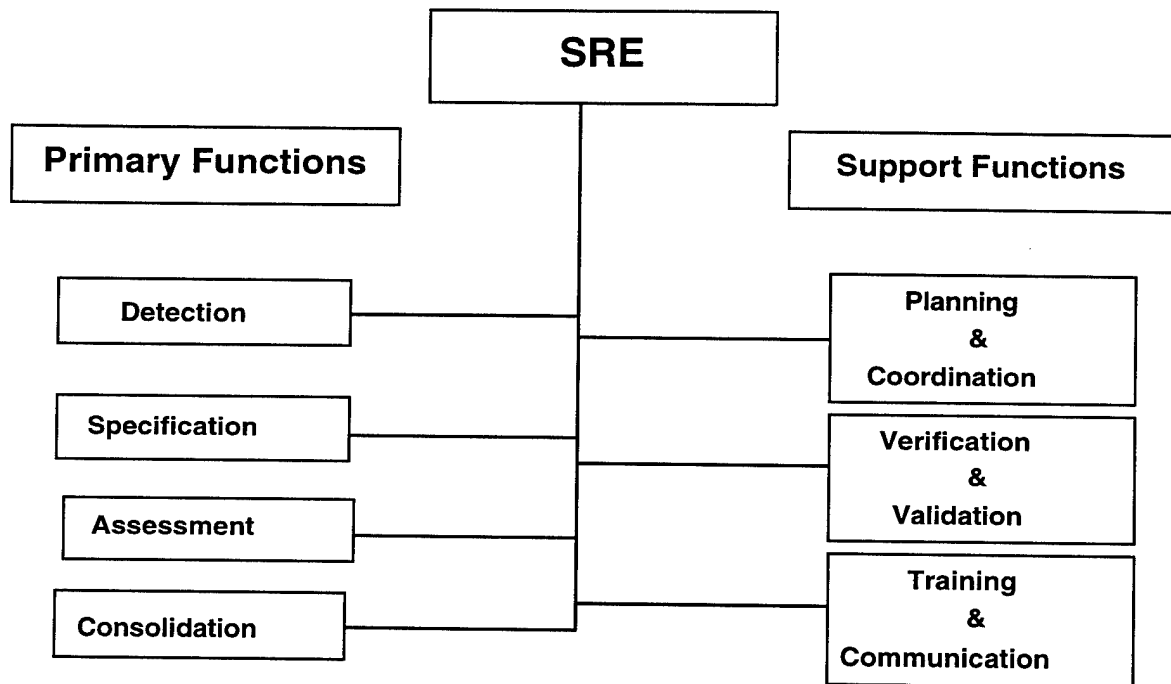 SRE
Primary Functions
Support Functions
Detection
Specification
Assessment
Consolidation
Planning
&
Coordination
Verification
&
Validation
Training
&
Communication